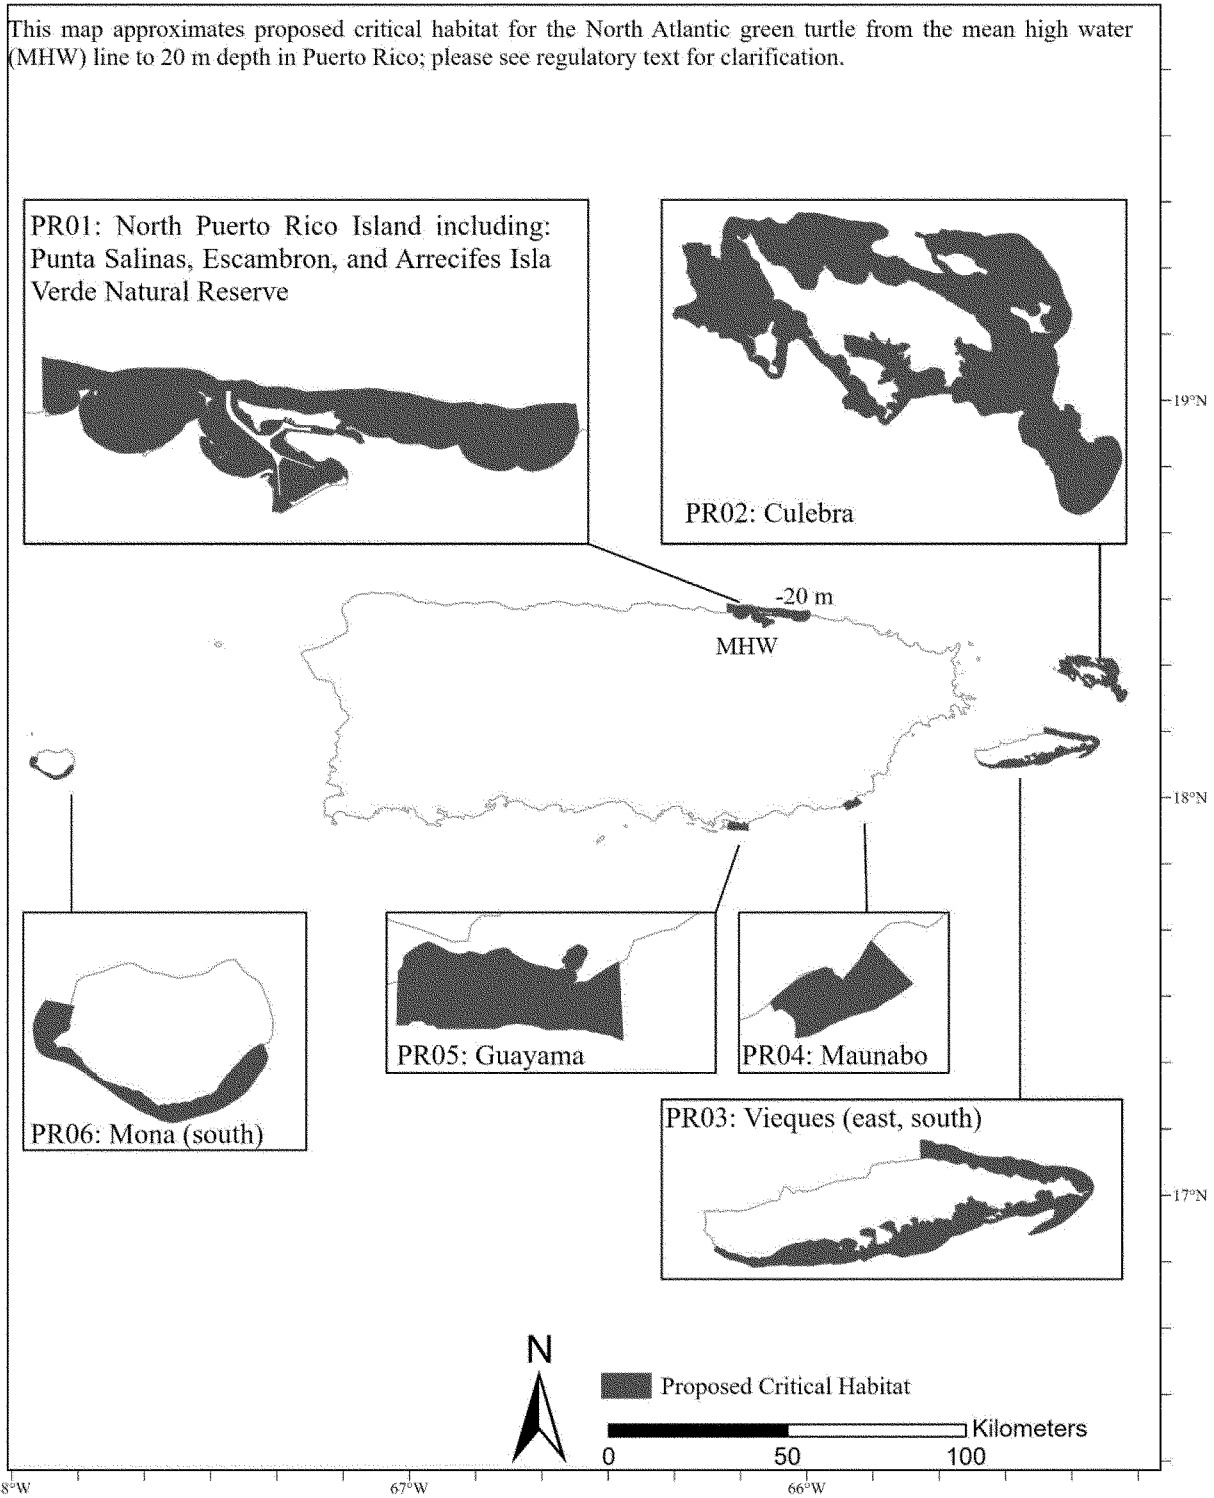 This map approximates proposed critical habitat for the North Atlantic green turtle from the mean high water
(MHW) line to 20 m depth in Puerto Rico; please see regulatory text for clarification.
PR01: North Puerto Rico Island including:
Punta Salinas, Escambron, and Arrecifes Isla
Verde Natural Reserve
PR02: Culebra
19°N
-20 m
MHW
18°N
PR06: Mona (south)
PR05: Guayama
PR04: Maunabo
PR03: Vieques (east, south)
17°N
N
Proposed Critical Habitat
Kilometers
0 50 100
8°W 67°W 66°W